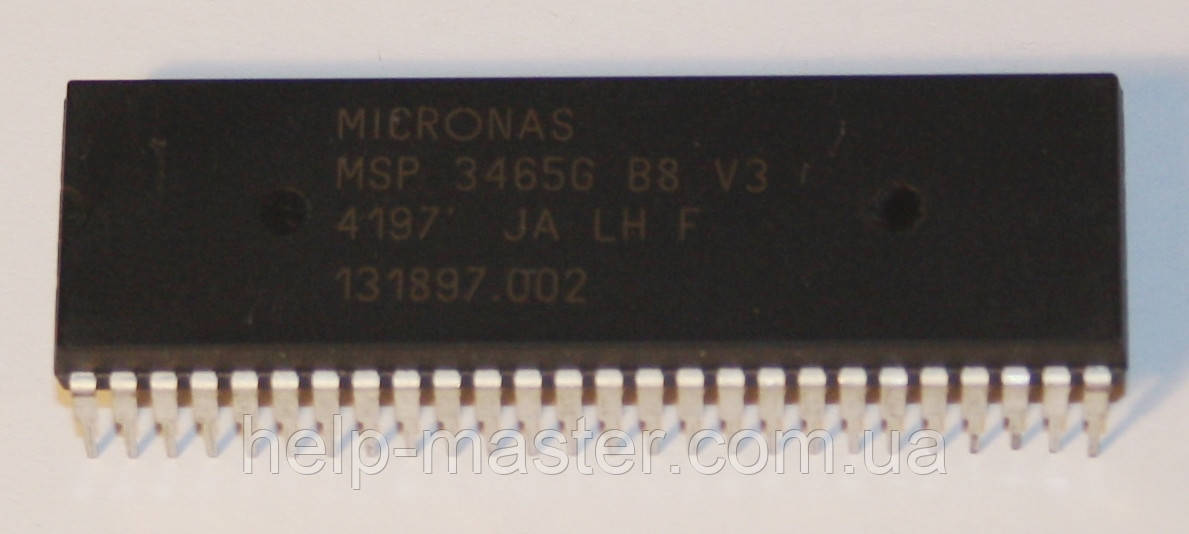 MICRONAS
MSP 3465G B8 V3
4197 JA LH F
131897.002
help-master.com.ua